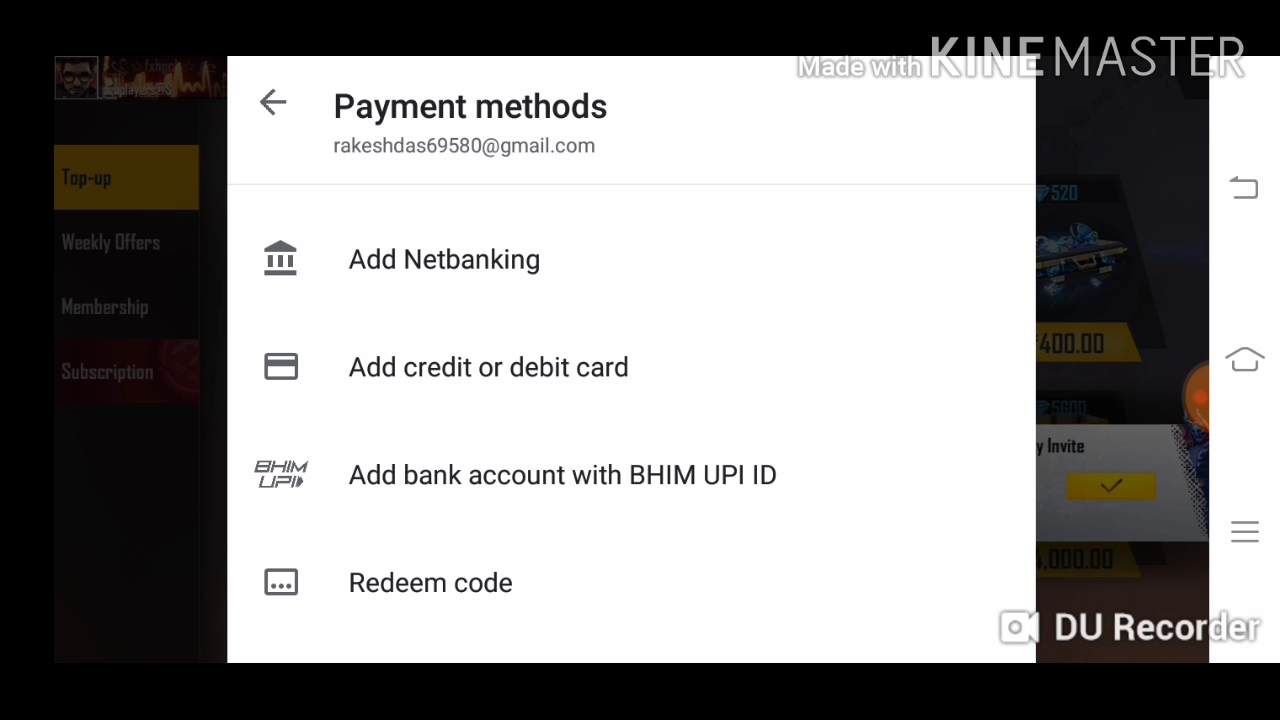 Made with KINEMASTER
Payment methods
rakeshdas69580@gmail.com
Top-up
Weekly Offers
Membership
Subscription
Add Netbanking
Add credit or debit card
BHIM
UPI
Add bank account with BHIM UPI ID
Redeem code
520
400.00
5600
y Invite
4,000.00
DU Recorder